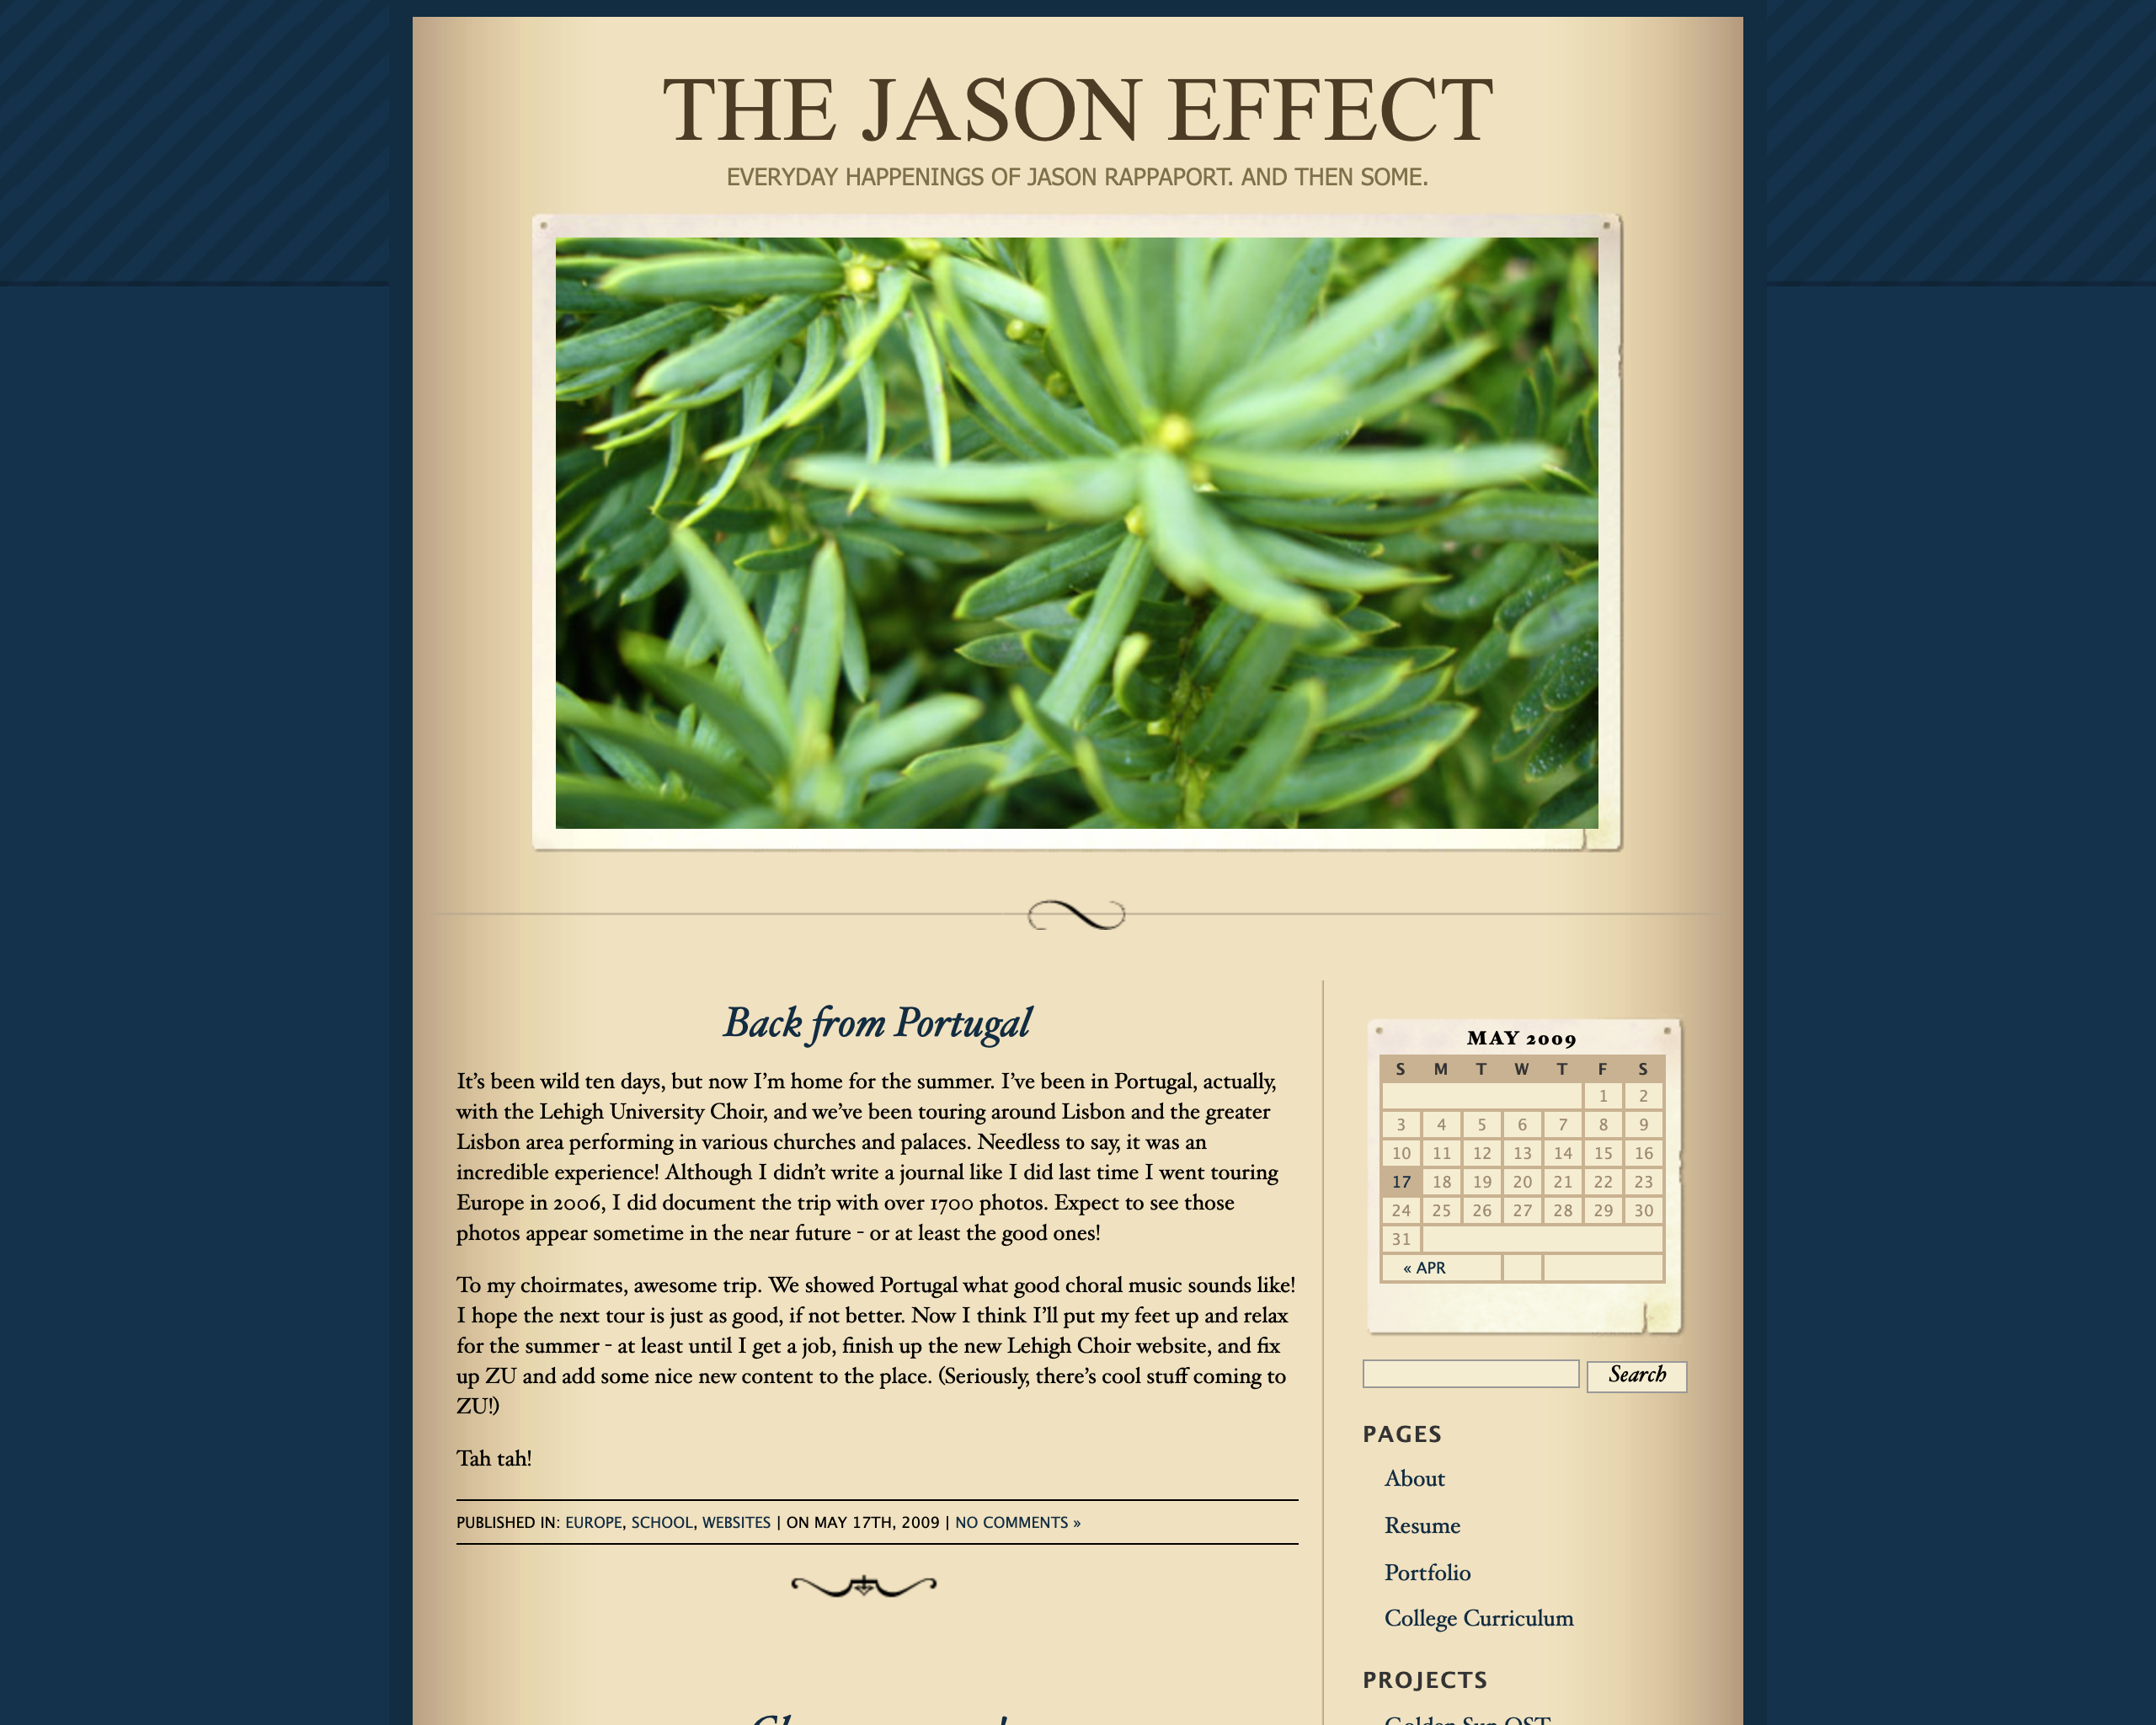 THE JASON EFFECT
EVERYDAY HAPPENINGS OF JASON RAPPAPORT. AND THEN SOME.
Back from Portugal
It’s been wild ten days, but now I’m home for the summer. I’ve been in Portugal, actually,
with the Lehigh University Choir, and we’ve been touring around Lisbon and the greater
Lisbon area performing in various churches and palaces. Needless to say, it was an
incredible experience! Although I didn’t write a journal like I did last time I went touring
Europe in 2006, I did document the trip with over 1700 photos. Expect to see those
photos appear sometime in the near future - or at least the good ones!
To my choirmates, awesome trip. We showed Portugal what good choral music sounds like!
I hope the next tour is just as good, if not better. Now I think I’ll put my feet up and relax
for the summer - at least until I get a job, finish up the new Lehigh Choir website, and fix
up ZU and add some nice new content to the place. (Seriously, there’s cool stuff coming to
ZU!)
Tah tah!
PUBLISHED IN: EUROPE, SCHOOL, WEBSITES | ON MAY 17TH, 2009 | NO COMMENTS »
MAY 2009
S M T W T F S
1 2
3 4 5 6 7 8 9
10 11 12 13 14 15 16
17 18 19 20 21 22 23
24 25 26 27 28 29 30
31
« APR
Search
PAGES
About
Resume
Portfolio
College Curriculum
PROJECTS
Golden Sun OST